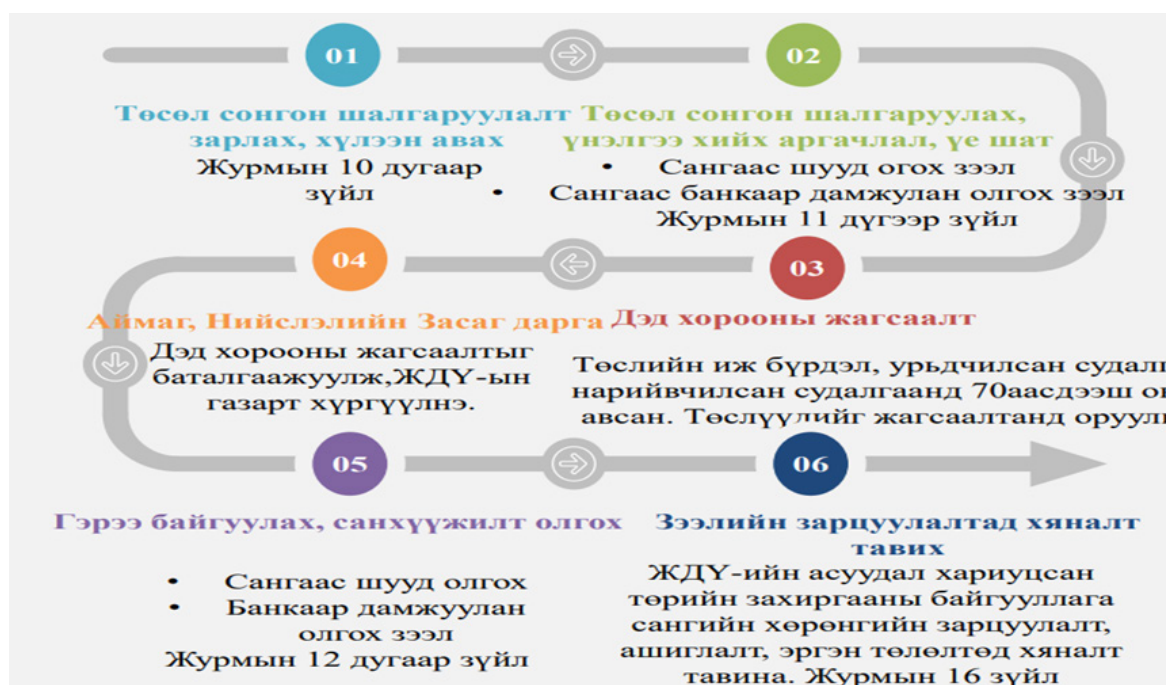 01
02
Төсөл сонгон шалгаруулалт
зарлах, хүлээн авах
Журмын 10 дугаар
зүйл
Төсөл сонгон шалгаруулах,
үнэлгээ хийх аргачлал, үе шат
• Сангаас шууд огох зээл
• Сангаас банкаар дамжулан олгох зээл
Журмын 11 дүгээр зүйл
03
Дэд хорооны жагсаалт
Төслийн иж бүрдэл, урьдчилсан
нарийвчилсан судалгаанд 70аасдээш
авсан. Төслүүлийг жагсаалтанд
04
Аймаг, Нийслэлийн Засаг дарга
Дэд хорооны жагсаалтыг
баталгаажуулж,ЖДҮ-ын
газарт хүргүүлнэ.
05
Гэрээ байгуулах, санхүүжилт олгох
• Сангаас шууд олгох
• Банкаар дамжуулан
олгох зээл
Журмын 12 дугаар зүйл
06
Зээлийн зарцуулалтад хяналт
тавих
ЖДҮ-ийн асуудал хариуцсан
төрийн захиргааны байгууллага
сангийн хөрөнгийн зарцуулалт,
ашиглалт, эргэн төлөлтөд хяналт
тавина. Журмын 16 зүйл